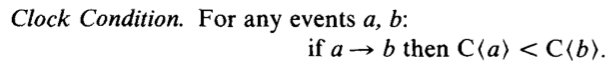 Clock Condition. For any events a, b:
if a → b then C⟨a⟩ < C⟨b⟩.